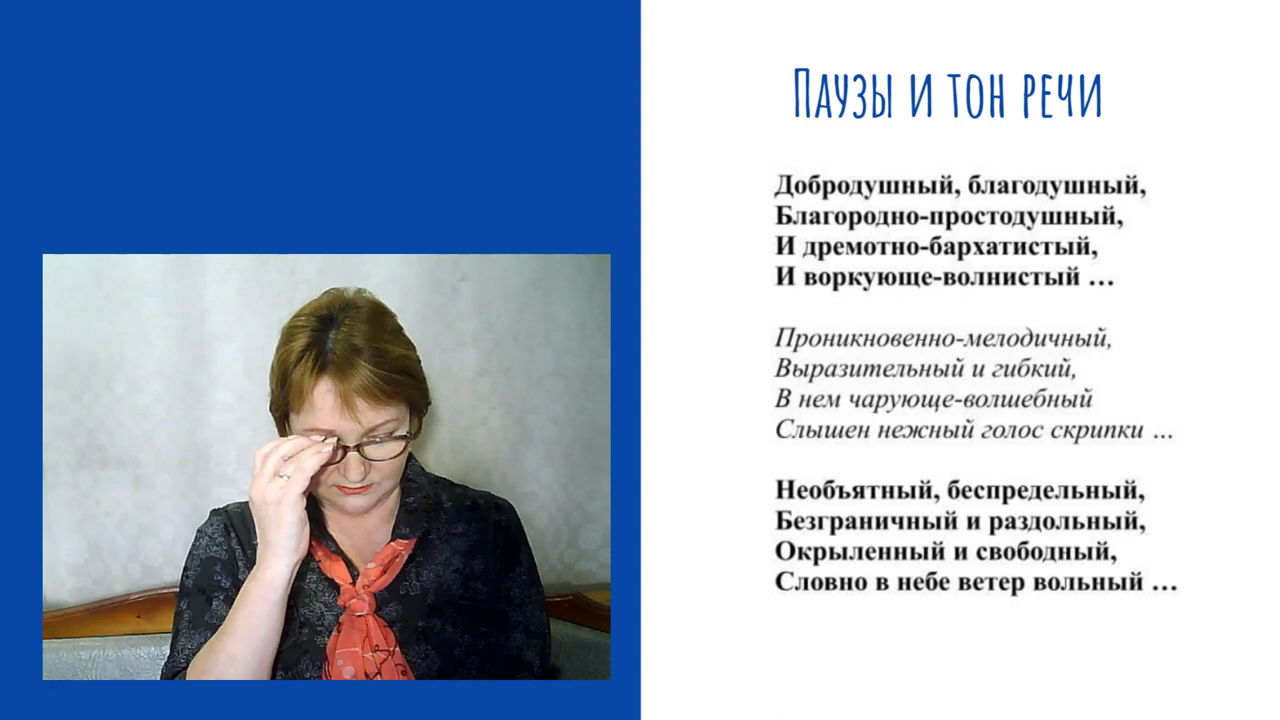 Паузы и тон речи
Добродушный, благодушный,
Благородно-простодушный,
И дремотно-бархатистый,
И воркующе-волнистый ...
Проникновенно-мелодичный,
Выразительный и гибкий,
В нем чарующе-волшебный
Слышен нежный голос скрипки ...
Необъятный, беспредельный,
Безграничный и раздольный,
Окрыленный и свободный,
Словно в небе ветер вольный ...